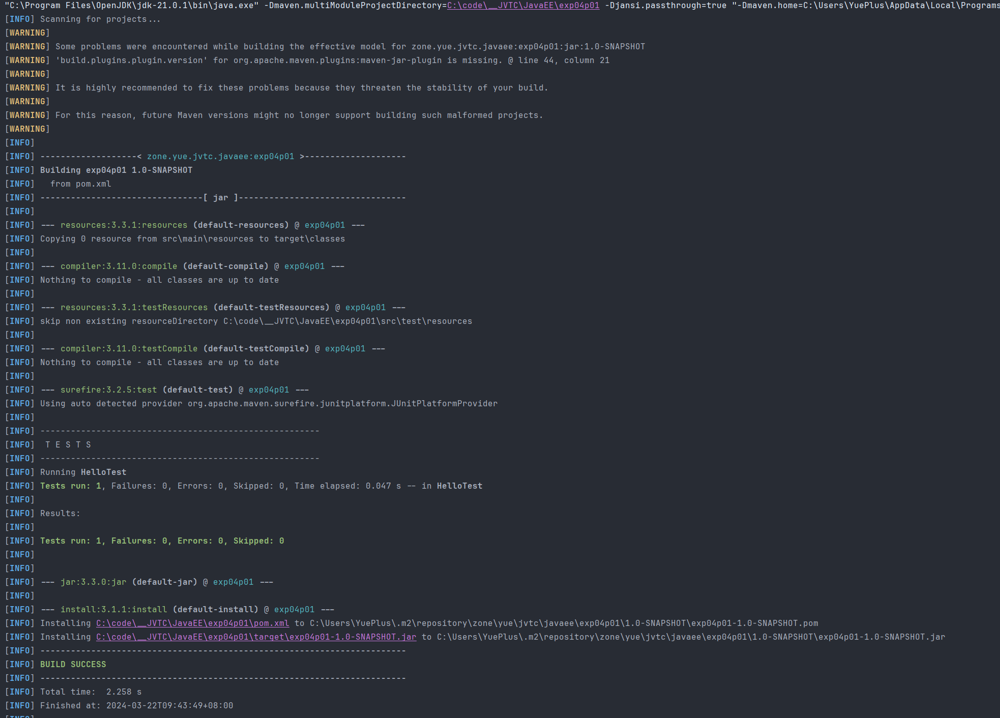 "C:\Program Files\OpenJDK\jdk-21.0.1\bin\java.exe" -Dmaven.multiModuleProjectDirectory=C:\code\__JVTC\JavaEE\exp04p01 -Djansi.passthrough=true "-Dmaven.home=C:\Users\YuePlus\AppData\Local\Programs
[INFO] Scanning for projects...
[WARNING]
[WARNING] Some problems were encountered while building the effective model for zone.yue.jvtc.javaee:exp04p01:jar:1.0-SNAPSHOT
[WARNING] 'build.plugins.plugin.version' for org.apache.maven.plugins:maven-jar-plugin is missing. @ line 44, column 21
[WARNING]
[WARNING] It is highly recommended to fix these problems because they threaten the stability of your build.
[WARNING]
[WARNING] For this reason, future Maven versions might no longer support building such malformed projects.
[WARNING]
[INFO]
[INFO] -------------------< zone.yue.jvtc.javaee:exp04p01 >--------------------
[INFO] Building exp04p01 1.0-SNAPSHOT
[INFO]   from pom.xml
[INFO] --------------------------------[ jar ]---------------------------------
[INFO]
[INFO] --- resources:3.3.1:resources (default-resources) @ exp04p01 ---
[INFO] Copying 0 resource from src\main\resources to target\classes
[INFO]
[INFO] --- compiler:3.11.0:compile (default-compile) @ exp04p01 ---
[INFO] Nothing to compile - all classes are up to date
[INFO]
[INFO] --- resources:3.3.1:testResources (default-testResources) @ exp04p01 ---
[INFO] skip non existing resourceDirectory C:\code\__JVTC\JavaEE\exp04p01\src\test\resources
[INFO]
[INFO] --- compiler:3.11.0:testCompile (default-testCompile) @ exp04p01 ---
[INFO] Nothing to compile - all classes are up to date
[INFO]
[INFO] --- surefire:3.2.5:test (default-test) @ exp04p01 ---
[INFO] Using auto detected provider org.apache.maven.surefire.junitplatform.JUnitPlatformProvider
[INFO]
[INFO] -------------------------------------------------------
[INFO]  T E S T S
[INFO] -------------------------------------------------------
[INFO] Running HelloTest
[INFO] Tests run: 1, Failures: 0, Errors: 0, Skipped: 0, Time elapsed: 0.047 s -- in HelloTest
[INFO]
[INFO] Results:
[INFO]
[INFO] Tests run: 1, Failures: 0, Errors: 0, Skipped: 0
[INFO]
[INFO]
[INFO] --- jar:3.3.0:jar (default-jar) @ exp04p01 ---
[INFO]
[INFO] --- install:3.1.1:install (default-install) @ exp04p01 ---
[INFO] Installing C:\code\__JVTC\JavaEE\exp04p01\pom.xml to C:\Users\YuePlus\.m2\repository\zone\yue\jvtc\javaee\exp04p01\1.0-SNAPSHOT\exp04p01-1.0-SNAPSHOT.pom
[INFO] Installing C:\code\__JVTC\JavaEE\exp04p01\target\exp04p01-1.0-SNAPSHOT.jar to C:\Users\YuePlus\.m2\repository\zone\yue\jvtc\javaee\exp04p01\1.0-SNAPSHOT\exp04p01-1.0-SNAPSHOT.jar
[INFO] ------------------------------------------------------------------------
[INFO] BUILD SUCCESS
[INFO] ------------------------------------------------------------------------
[INFO] Total time:  2.258 s
[INFO] Finished at: 2024-03-22T09:43:49+08:00
[INFO]